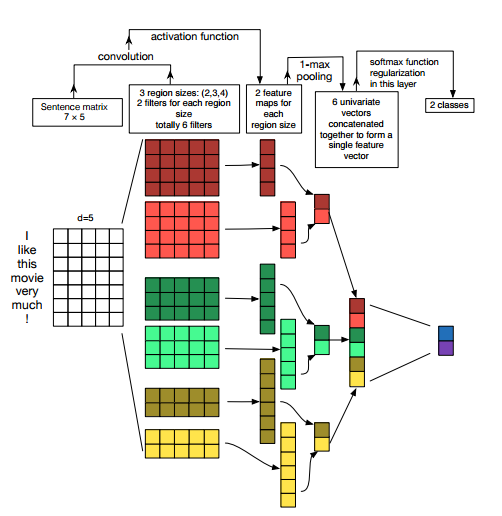 activation function
convolution
1-max
pooling
softmax function
regularization
in this layer
Sentence matrix
7 × 5
3 region sizes: (2,3,4)
2 filters for each region
size
totally 6 filters
2 feature
maps for
each
region size
6 univariate
vectors
concatenated
together to form a
single feature
vector
2 classes
d=5
I
like
this
movie
very
much
!